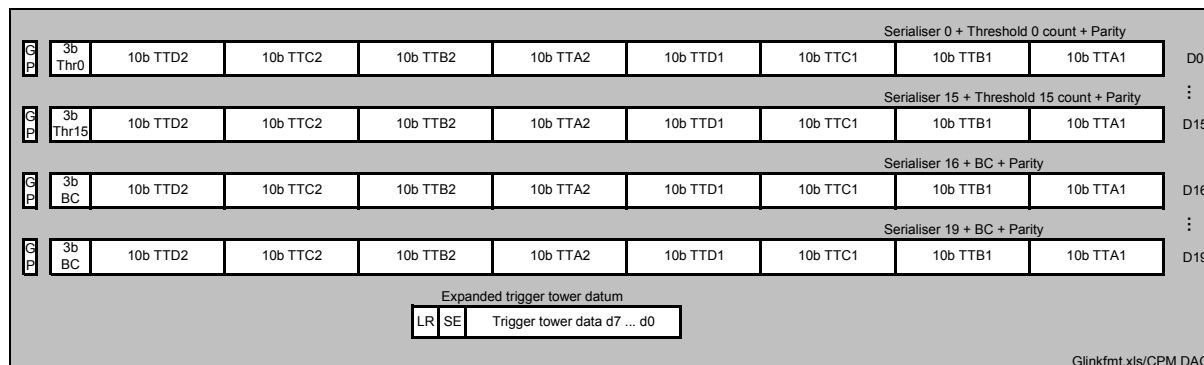 Serialiser 0 + Threshold 0 count + Parity
G P 3b Thr0 10b TTD2 10b TTC2 10b TTB2 10b TTA2 10b TTD1 10b TTC1 10b TTB1 10b TTA1 D0
⋮
Serialiser 15 + Threshold 15 count + Parity
G P 3b Thr15 10b TTD2 10b TTC2 10b TTB2 10b TTA2 10b TTD1 10b TTC1 10b TTB1 10b TTA1 D15
Serialiser 16 + BC + Parity
G P 3b BC 10b TTD2 10b TTC2 10b TTB2 10b TTA2 10b TTD1 10b TTC1 10b TTB1 10b TTA1 D16
⋮
Serialiser 19 + BC + Parity
G P 3b BC 10b TTD2 10b TTC2 10b TTB2 10b TTA2 10b TTD1 10b TTC1 10b TTB1 10b TTA1 D19
Expanded trigger tower datum
LR SE Trigger tower data d7 ... d0
Glinkfmt.xls/CPM DAQ